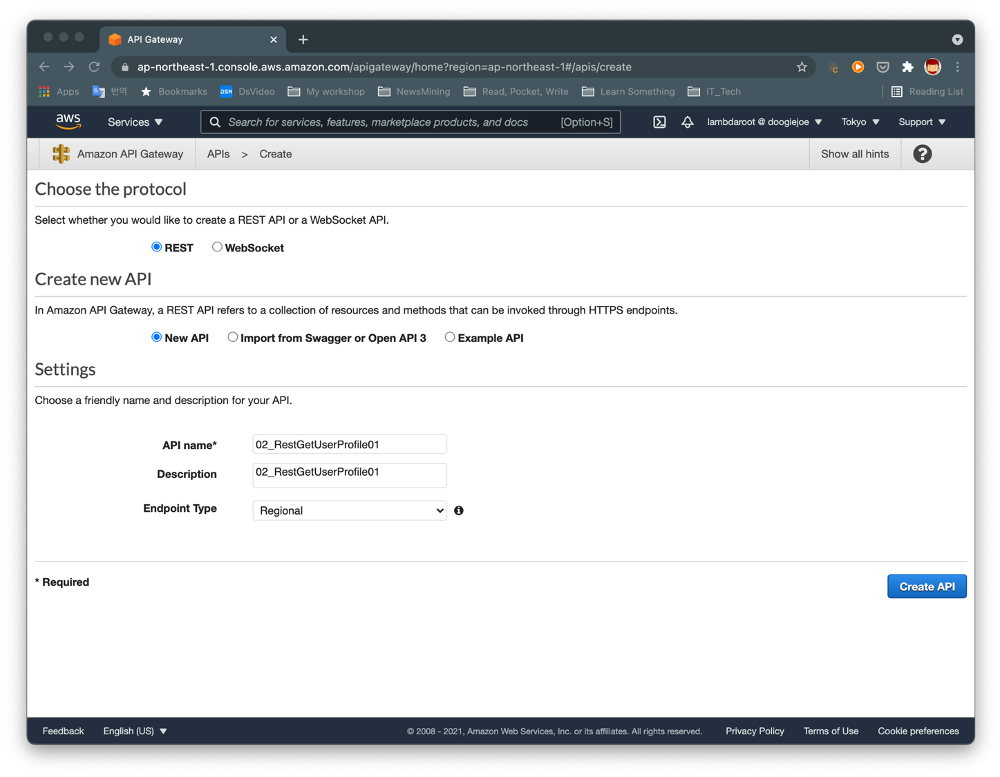 API Gateway
ap-northeast-1.console.aws.amazon.com/apigateway/home?region=ap-northeast-1#/apis/create
Apps 번역 Bookmarks DSM DsVideo My workshop NewsMining Read, Pocket, Write Learn Something IT_Tech Reading List
aws Services Search for services, features, marketplace products, and docs [Option+S] lambdaroot @ doogiejoe Tokyo Support
Amazon API Gateway APIs > Create Show all hints ?
Choose the protocol
Select whether you would like to create a REST API or a WebSocket API.
REST WebSocket
Create new API
In Amazon API Gateway, a REST API refers to a collection of resources and methods that can be invoked through HTTPS endpoints.
New API Import from Swagger or Open API 3 Example API
Settings
Choose a friendly name and description for your API.
API name* 02_RestGetUserProfile01
Description 02_RestGetUserProfile01
Endpoint Type Regional
* Required
Create API
Feedback English (US) © 2008 - 2021, Amazon Web Services, Inc. or its affiliates. All rights reserved. Privacy Policy Terms of Use Cookie preferences